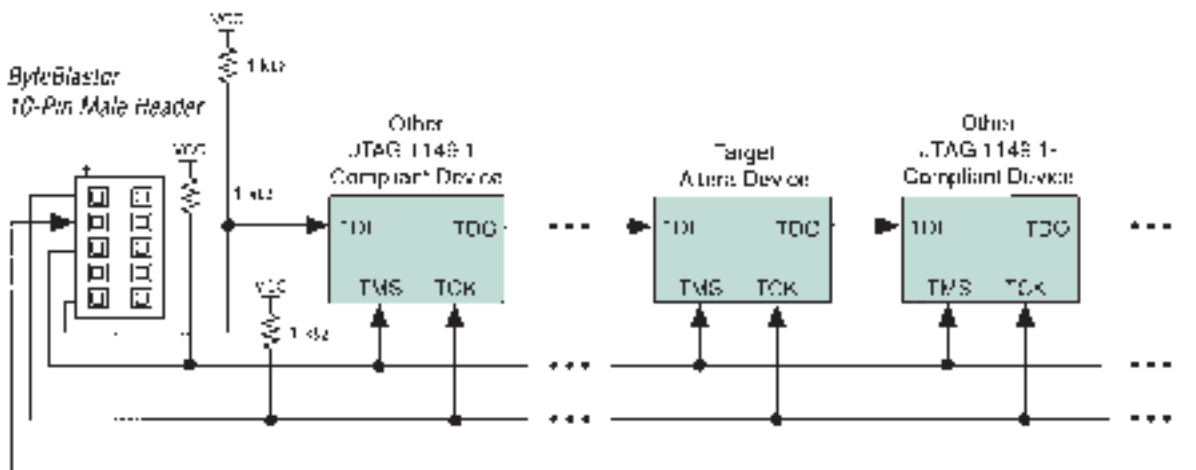 VCC
1 kΩ
ByteBlaster
10-Pin Male Header
VCC
1 kΩ
Other
JTAG 1149.1
Compliant Device
Target
Altera Device
Other
JTAG 1149.1-
Compliant Device
TDI TDO
TDI TDO
TDI TDO
TMS TCK
TMS TCK
TMS TCK
VCC
1 kΩ